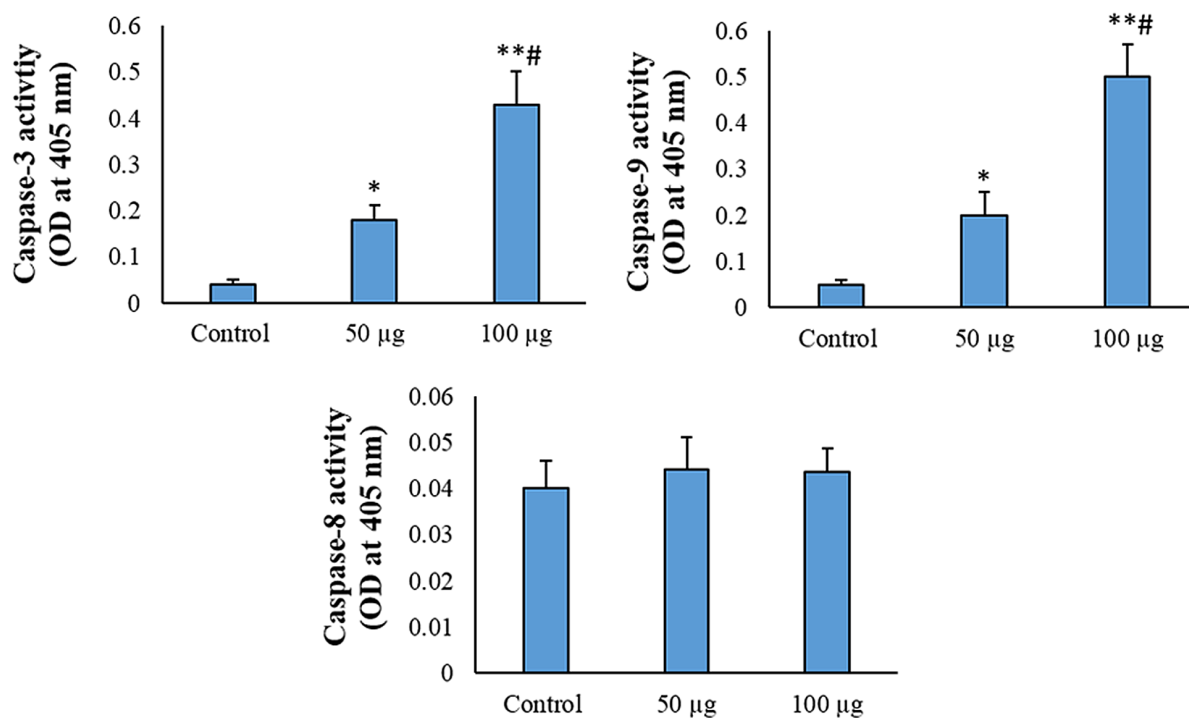 Caspase-3 activtiy
(OD at 405 nm)
0.6
0.5
0.4
0.3
0.2
0.1
0
*
**#
Control 50 µg 100 µg
Caspase-9 activity
(OD at 405 nm)
0.6
0.5
0.4
0.3
0.2
0.1
0
*
**#
Control 50 µg 100 µg
Caspase-8 activity
(OD at 405 nm)
0.06
0.05
0.04
0.03
0.02
0.01
0
Control 50 µg 100 µg